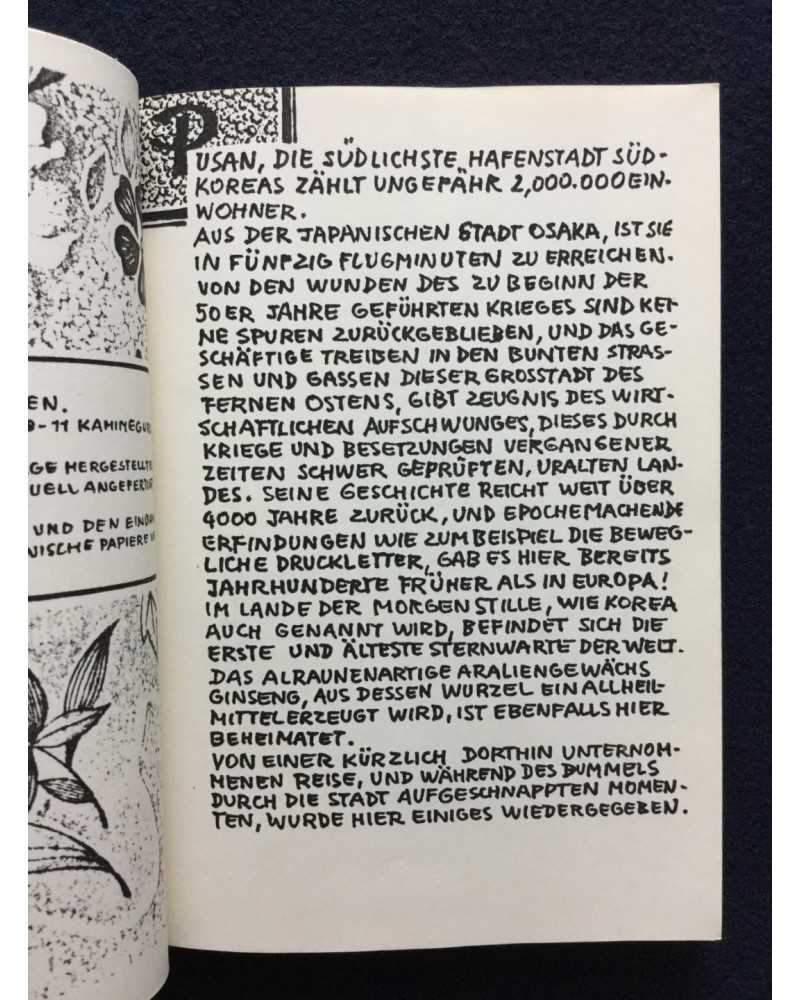 EN.
-11 KAMINEGU
GE HERGESTELLT
UELL ANGEFERTIG
UND DEN EINBAN
NISCHE PAPIERE
PUSAN, DIE SÜDLICHSTE HAFENSTADT SÜD-
KOREAS ZÄHLT UNGEFÄHR 2,000.000 EIN-
WOHNER.
AUS DER JAPANISCHEN STADT OSAKA, IST SIE
IN FÜNFZIG FLUGMINUTEN ZU ERREICHEN.
VON DEN WUNDEN DES ZU BEGINN DER
50ER JAHRE GEFÜHRTEN KRIEGES SIND KEI-
NE SPUREN ZURÜCKGEBLIEBEN, UND DAS GE-
SCHÄFTIGE TREIBEN IN DEN BUNTEN STRAS-
SEN UND GASSEN DIESER GROSSTADT DES
FERNEN OSTENS, GIBT ZEUGNIS DES WIRT-
SCHAFTLICHEN AUFSCHWUNGES, DIESES DURCH
KRIEGE UND BESETZUNGEN VERGANGENER
ZEITEN SCHWER GEPRÜFTEN, URALTEN LAN-
DES. SEINE GESCHICHTE REICHT WEIT ÜBER
4000 JAHRE ZURÜCK, UND EPOCHEMACHENDE
ERFINDUNGEN WIE ZUM BEISPIEL DIE BEWEG-
LICHE DRUCKLETTER, GAB ES HIER BEREITS
JAHRHUNDERTE FRÜHER ALS IN EUROPA!
IM LANDE DER MORGENSTILLE, WIE KOREA
AUCH GENANNT WIRD, BEFINDET SICH DIE
ERSTE UND ÄLTESTE STERNWARTE DER WELT.
DAS ALRAUNENARTIGE ARALIENGEWÄCHS
GINSENG, AUS DESSEN WURZEL EIN ALLHEIL-
MITTEL ERZEUGT WIRD, IST EBENFALLS HIER
BEHEIMATET.
VON EINER KÜRZLICH DORTHIN UNTERNOM-
MENEN REISE, UND WÄHREND DES BUMMELS
DURCH DIE STADT AUFGESCHNAPPTEN MOMEN-
TEN, WURDE HIER EINIGES WIEDERGEGEBEN.